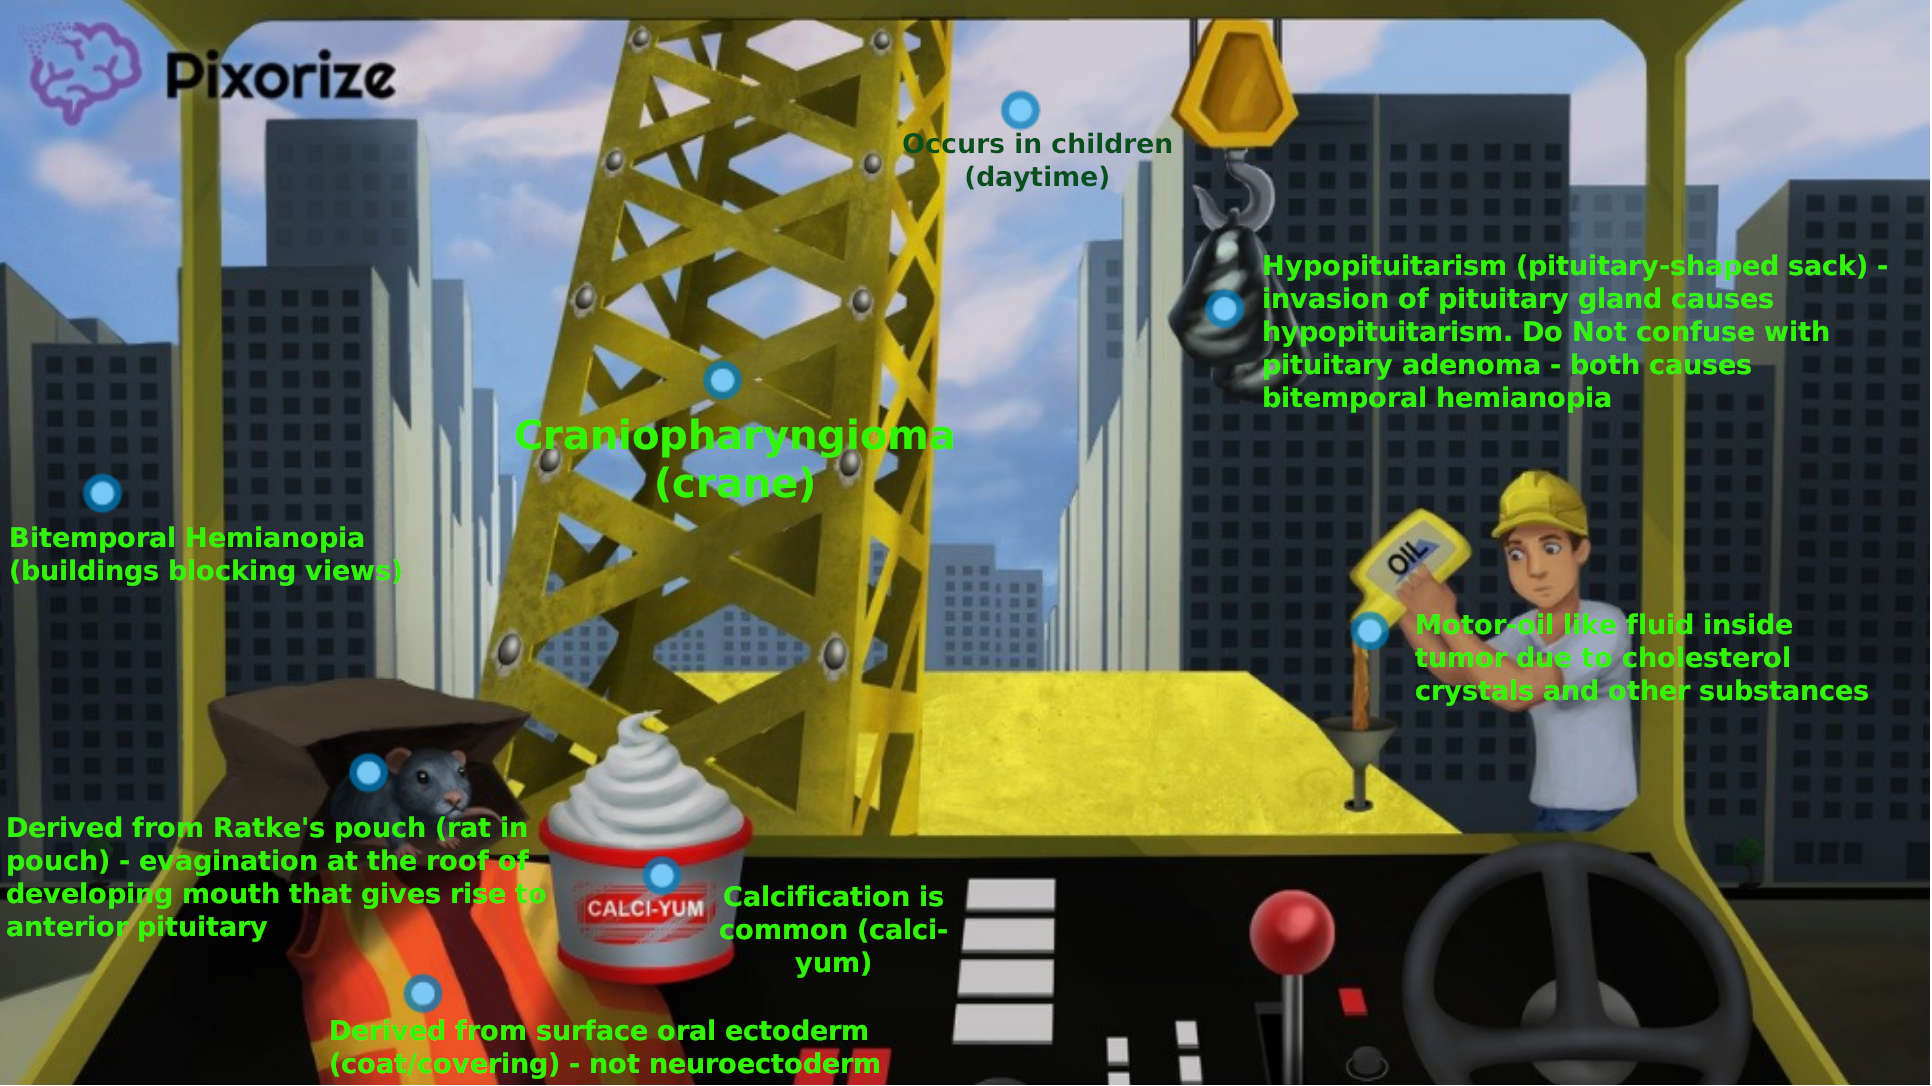 Pixorize
Occurs in children
(daytime)
Hypopituitarism (pituitary-shaped sack) -
invasion of pituitary gland causes
hypopituitarism. Do Not confuse with
pituitary adenoma - both causes
bitemporal hemianopia
Craniopharyngioma
(crane)
Bitemporal Hemianopia
(buildings blocking views)
OIL
Motor-oil like fluid inside
tumor due to cholesterol
crystals and other substances
Derived from Ratke's pouch (rat in
pouch) - evagination at the roof of
developing mouth that gives rise to
anterior pituitary
CALCI-YUM
Calcification is
common (calci-
yum)
Derived from surface oral ectoderm
(coat/covering) - not neuroectoderm